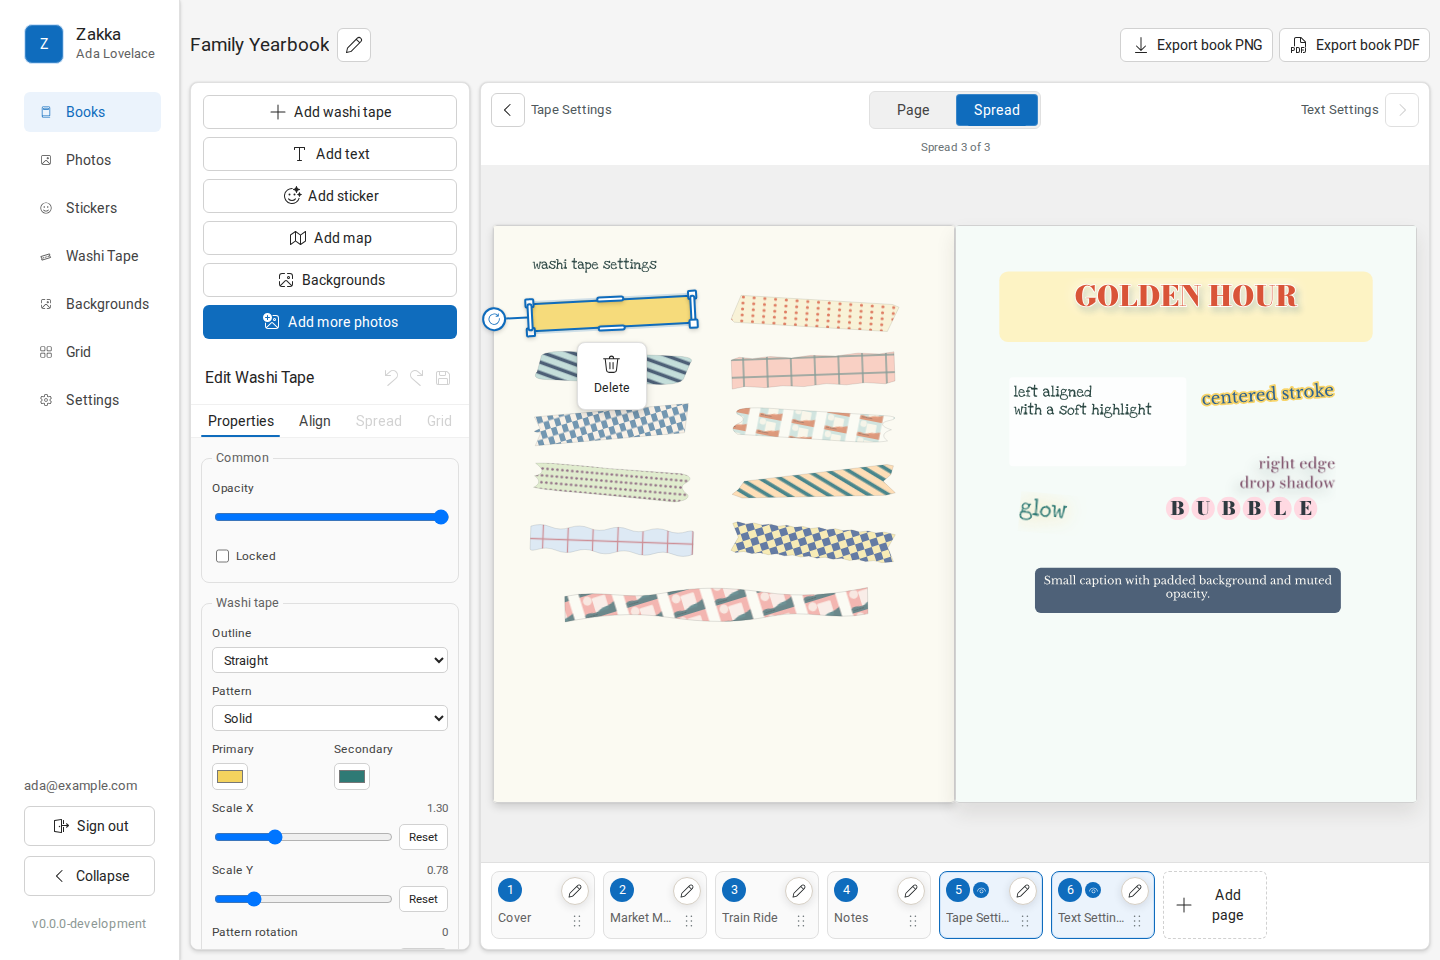 Z
Zakka
Ada Lovelace
Books
Photos
Stickers
Washi Tape
Backgrounds
Grid
Settings
ada@example.com
Sign out
Collapse
v0.0.0-development
Family Yearbook
Export book PNG
PDF
Export book PDF
Add washi tape
Add text
Add sticker
Add map
Backgrounds
Add more photos
Edit Washi Tape
Properties
Align
Spread
Grid
Common
Opacity
Locked
Washi tape
Outline
Straight
Pattern
Solid
Primary
Secondary
Scale X
1.30
Reset
Scale Y
0.78
Reset
Pattern rotation
0
Tape Settings
Page
Spread
Text Settings
Spread 3 of 3
washi tape settings
Delete
GOLDEN HOUR
left aligned
with a soft highlight
centered stroke
right edge
drop shadow
glow
BUBBLE
Small caption with padded background and muted
opacity.
1
Cover
2
Market M...
3
Train Ride
4
Notes
5
Tape Setti...
6
Text Settin...
Add
page